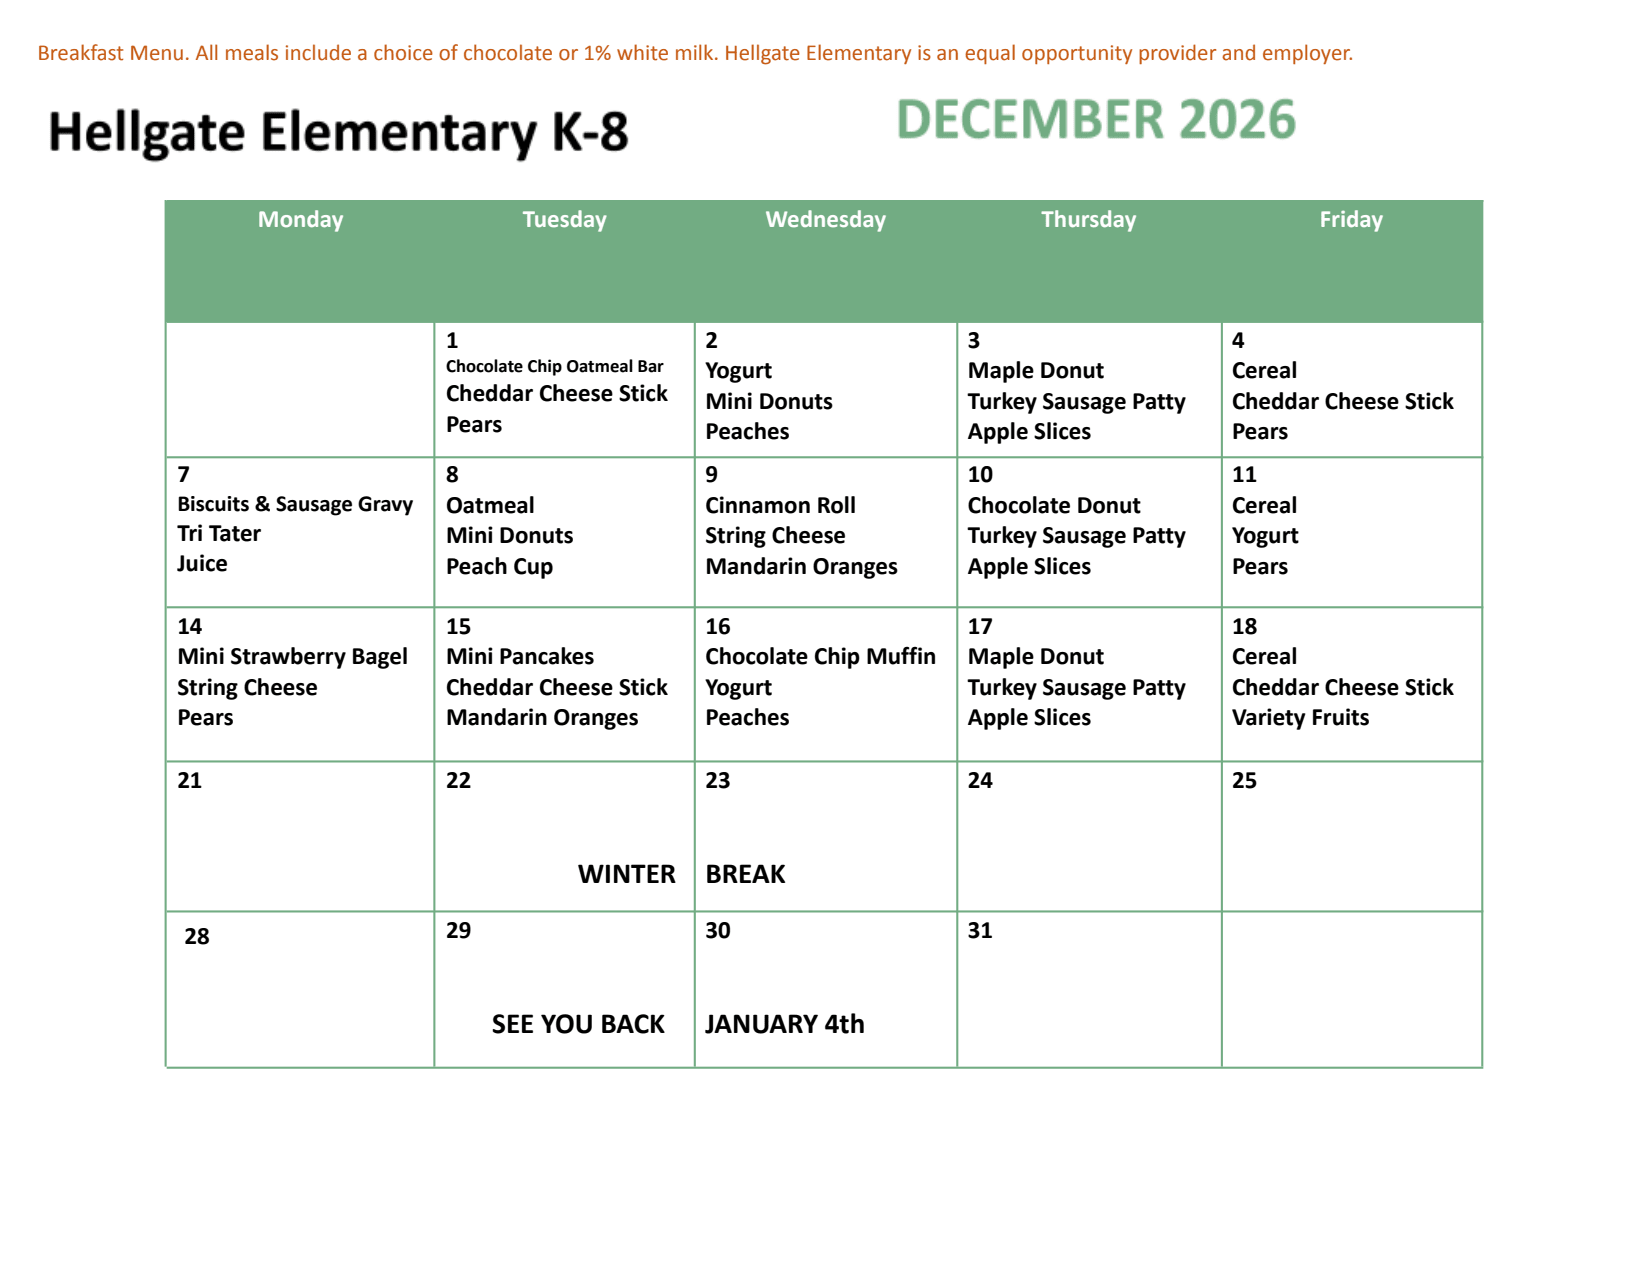 Breakfast Menu. All meals include a choice of chocolate or 1% white milk. Hellgate Elementary is an equal opportunity provider and employer.
Hellgate Elementary K-8
DECEMBER 2026
Monday
Tuesday
Wednesday
Thursday
Friday
1
Chocolate Chip Oatmeal Bar
Cheddar Cheese Stick
Pears
2
Yogurt
Mini Donuts
Peaches
3
Maple Donut
Turkey Sausage Patty
Apple Slices
4
Cereal
Cheddar Cheese Stick
Pears
7
Biscuits & Sausage Gravy
Tri Tater
Juice
8
Oatmeal
Mini Donuts
Peach Cup
9
Cinnamon Roll
String Cheese
Mandarin Oranges
10
Chocolate Donut
Turkey Sausage Patty
Apple Slices
11
Cereal
Yogurt
Pears
14
Mini Strawberry Bagel
String Cheese
Pears
15
Mini Pancakes
Cheddar Cheese Stick
Mandarin Oranges
16
Chocolate Chip Muffin
Yogurt
Peaches
17
Maple Donut
Turkey Sausage Patty
Apple Slices
18
Cereal
Cheddar Cheese Stick
Variety Fruits
21
22
23
24
25
WINTER BREAK
28
29
30
31
SEE YOU BACK JANUARY 4th